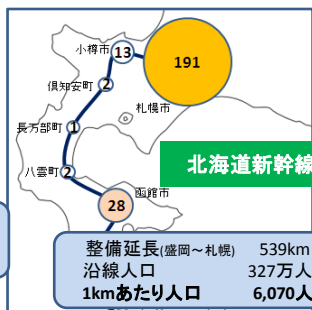 小樽市
13
191
倶知安町
2
札幌市
長万部町
1
八雲町
2
北海道新幹線
函館市
28
整備延長(盛岡～札幌) 539km
沿線人口 327万人
1kmあたり人口 6,070人